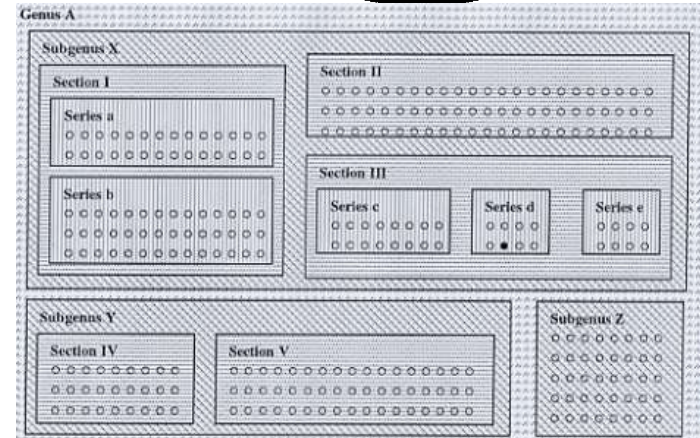 Genus A
Subgenus X
Section I
Series a
Series b
Section II
Section III
Series c
Series d
Series e
Subgenus Y
Section IV
Section V
Subgenus Z